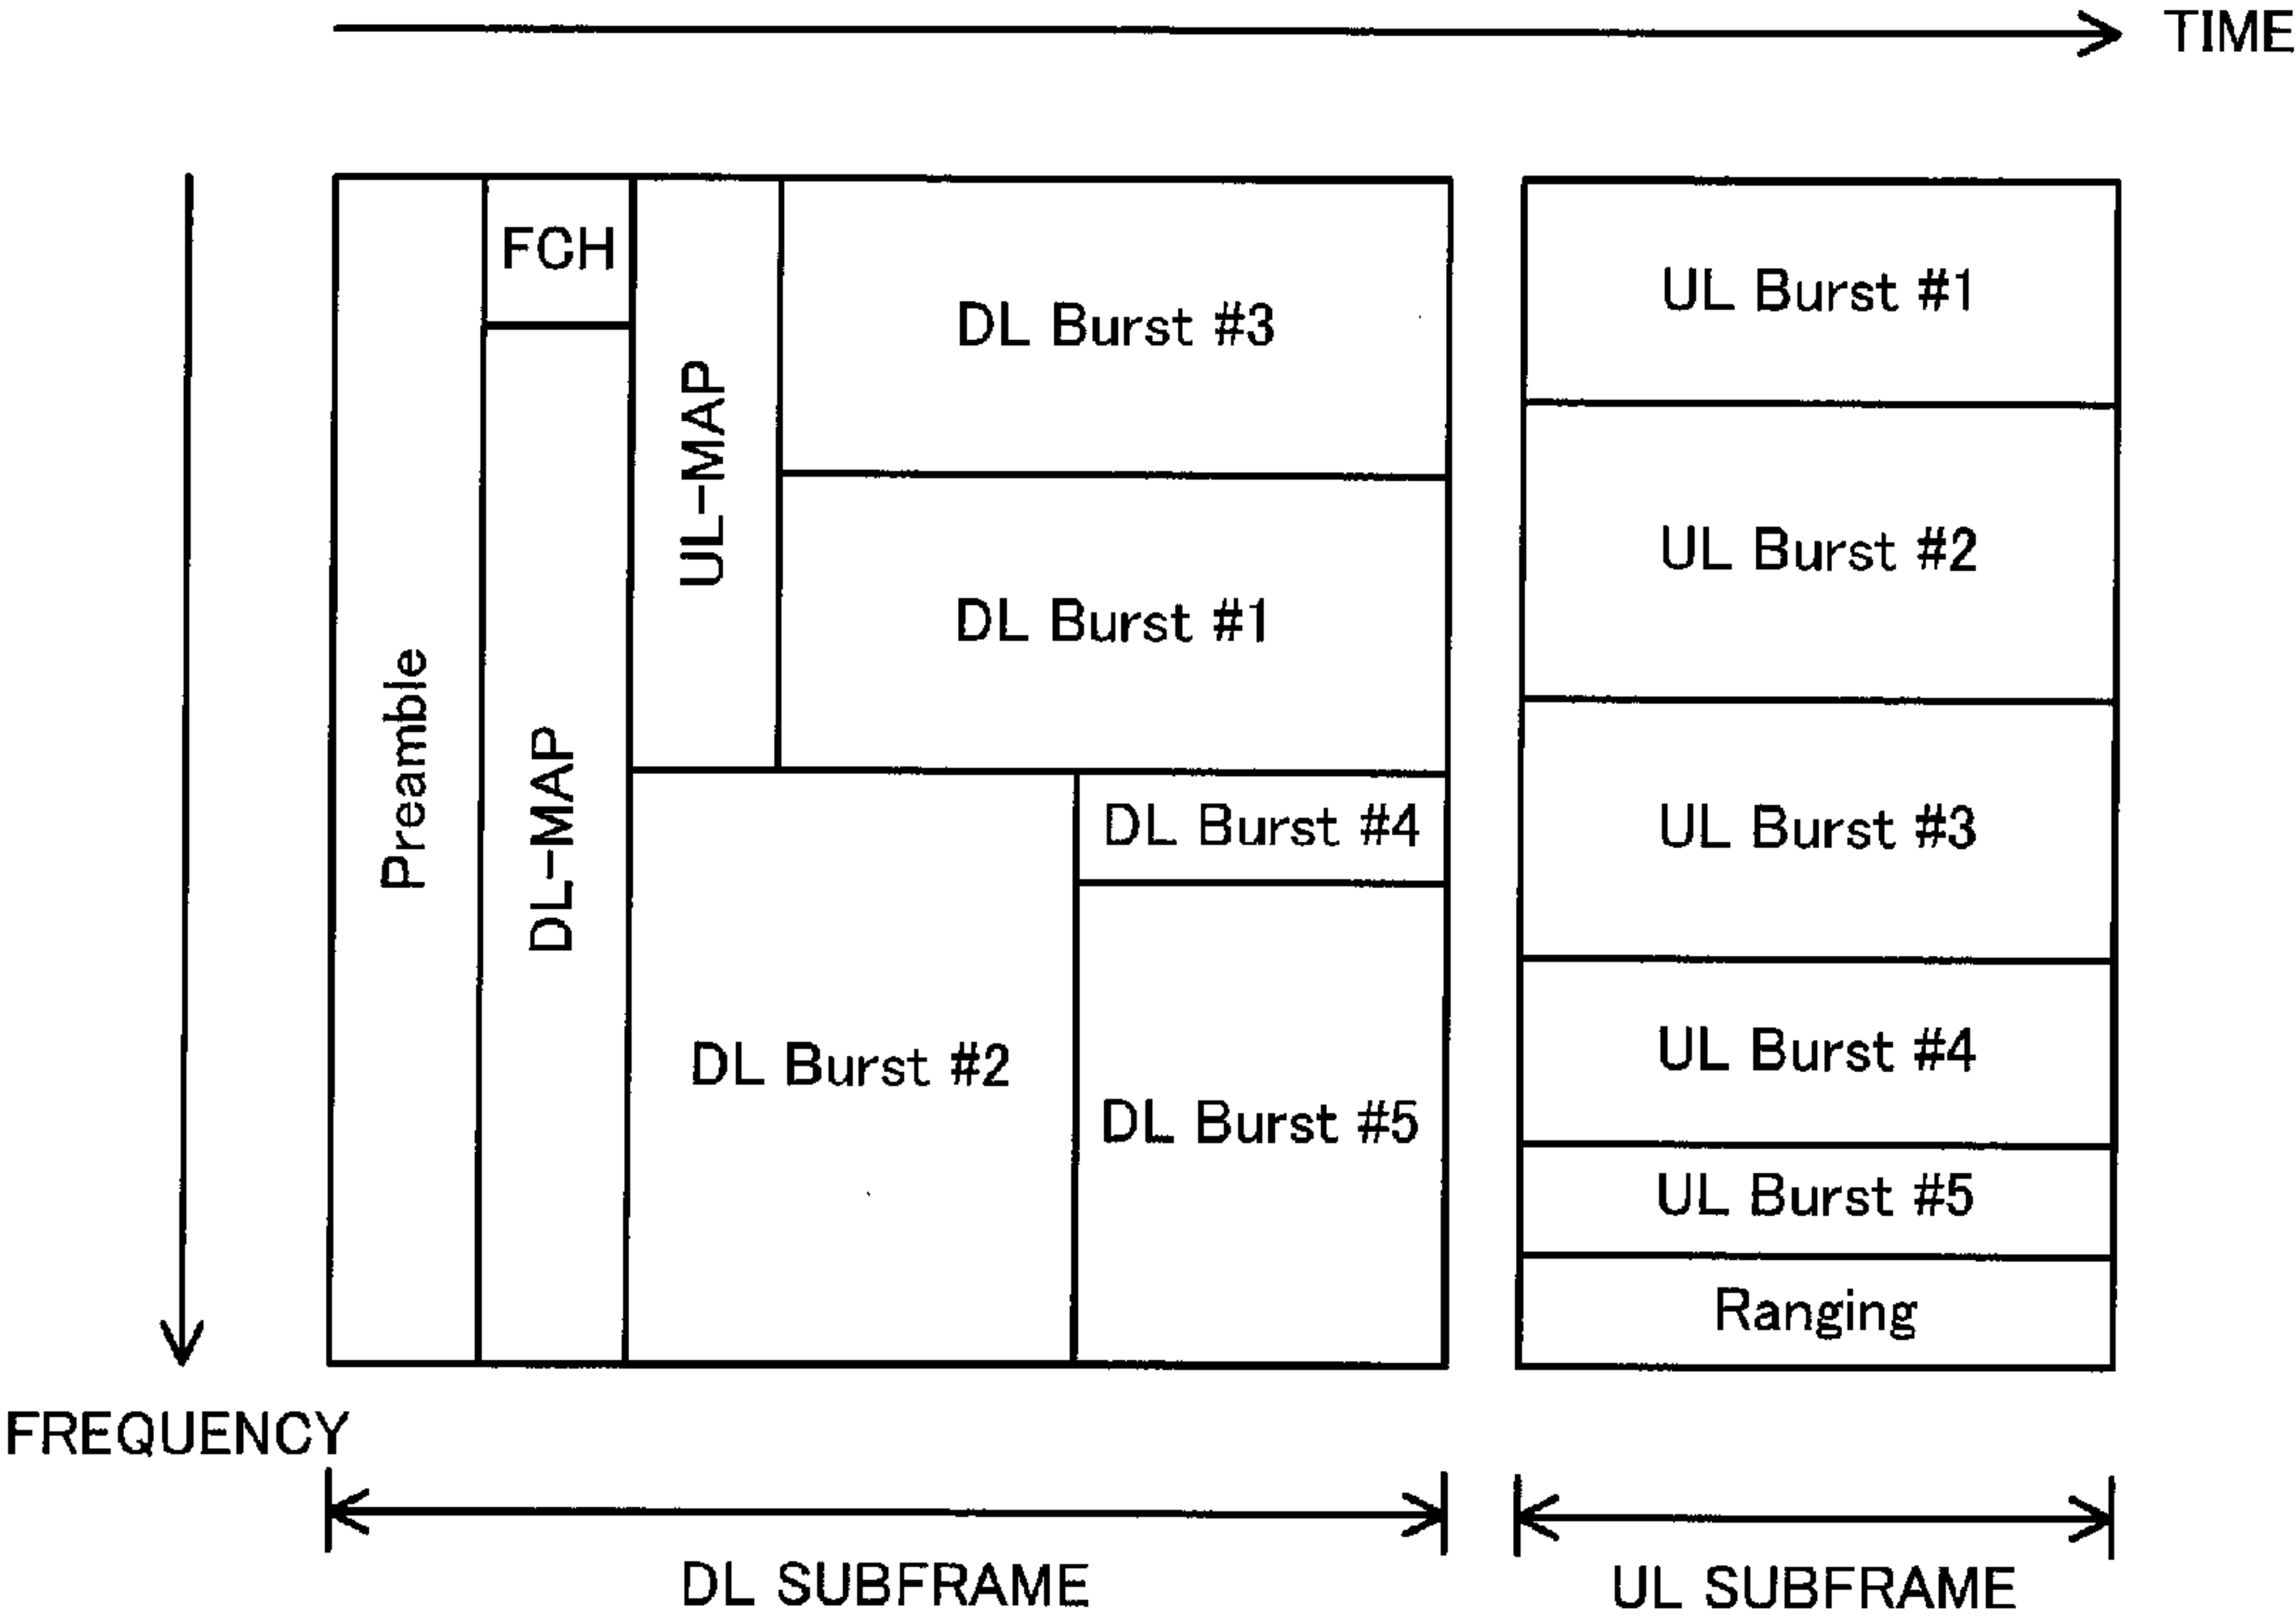 TIME
FCH
DL Burst #3
UL Burst #1
UL-MAP
DL Burst #1
UL Burst #2
Preamble
DL-MAP
DL Burst #4
UL Burst #3
DL Burst #2
DL Burst #5
UL Burst #4
UL Burst #5
Ranging
FREQUENCY
DL SUBFRAME
UL SUBFRAME